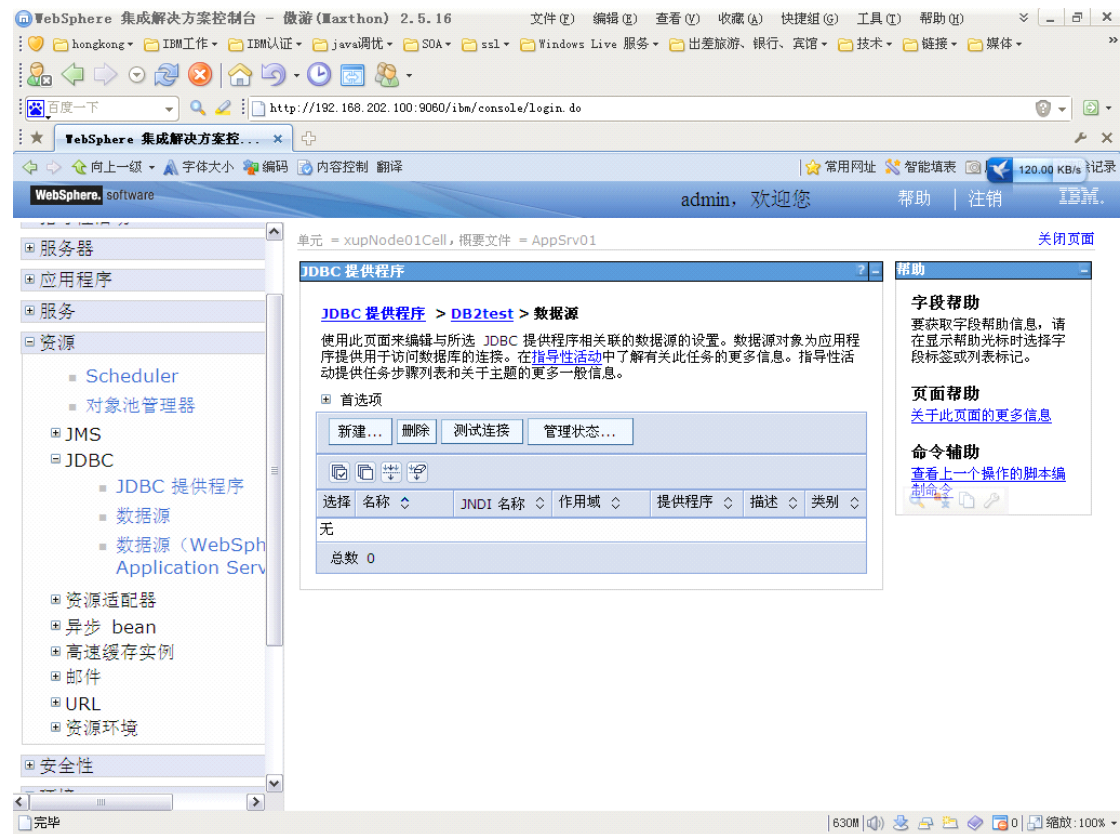 WebSphere 集成解决方案控制台 - 傲游(Maxthon) 2.5.16 文件(F) 编辑(E) 查看(V) 收藏(A) 快捷组(G) 工具(T) 帮助(H)
hongkong IBM工作 IBM认证 java调优 SOA ssl Windows Live 服务 出差旅游、银行、宾馆 技术 链接 媒体 »
百度一下 http://192.168.202.100:9060/ibm/console/login.do
WebSphere 集成解决方案控... ×
向上一级 字体大小 编码 内容控制 翻译 常用网址 智能填表 120.00 KB/s 记录
WebSphere. software admin，欢迎您 帮助 注销 IBM.
服务器
应用程序
服务
资源
Scheduler
对象池管理器
JMS
JDBC
JDBC 提供程序
数据源
数据源（WebSph
Application Serv
资源适配器
异步 bean
高速缓存实例
邮件
URL
资源环境
安全性
单元 = xupNode01Cell，概要文件 = AppSrv01
关闭页面
JDBC 提供程序 ? -
JDBC 提供程序 > DB2test > 数据源
使用此页面来编辑与所选 JDBC 提供程序相关联的数据源的设置。数据源对象为应用程
序提供用于访问数据库的连接。在指导性活动中了解有关此任务的更多信息。指导性活
动提供任务步骤列表和关于主题的更多一般信息。
首选项
新建... 删除 测试连接 管理状态...
选择 名称 JNDI 名称 作用域 提供程序 描述 类别
无
总数 0
帮助 -
字段帮助
要获取字段帮助信息，请
在显示帮助光标时选择字
段标签或列表标记。
页面帮助
关于此页面的更多信息
命令辅助
查看上一个操作的脚本编
制命令
完毕 630M 0 缩放:100%